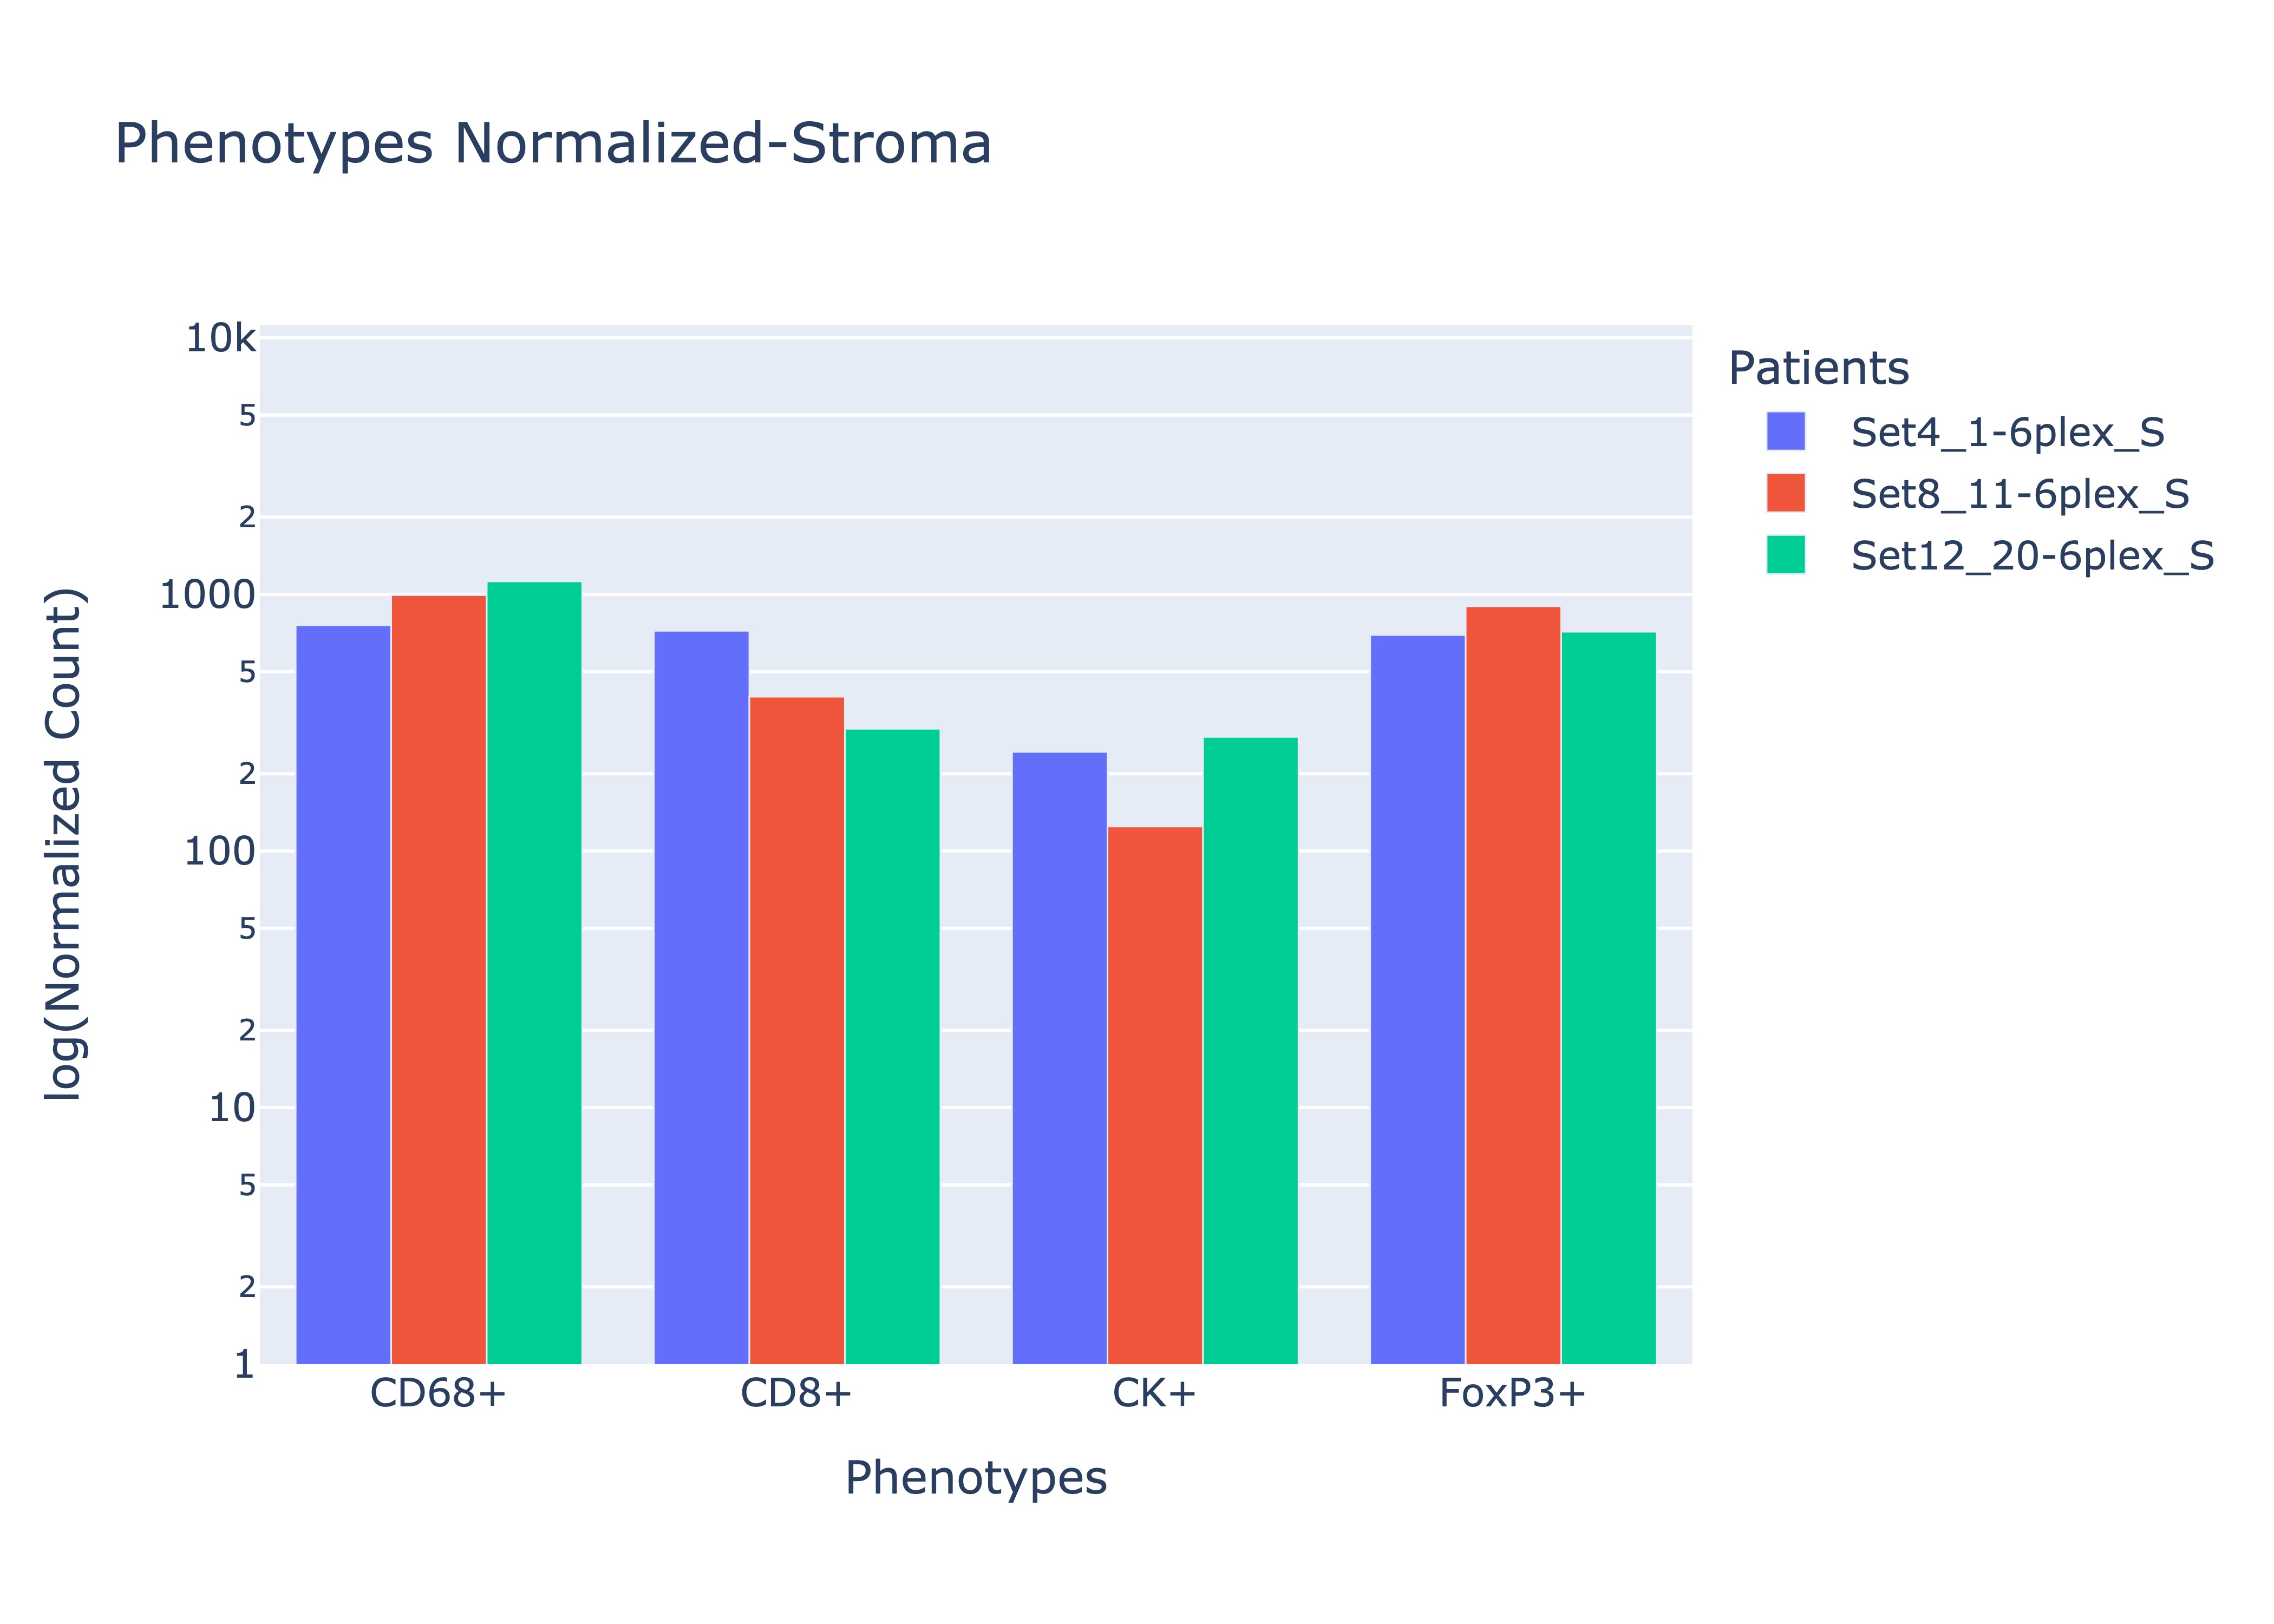 Phenotypes Normalized-Stroma
10k
5
2
1000
5
2
100
5
2
10
5
2
1
log(Normalized Count)
CD68+ CD8+ CK+ FoxP3+
Phenotypes
Patients
Set4_1-6plex_S
Set8_11-6plex_S
Set12_20-6plex_S